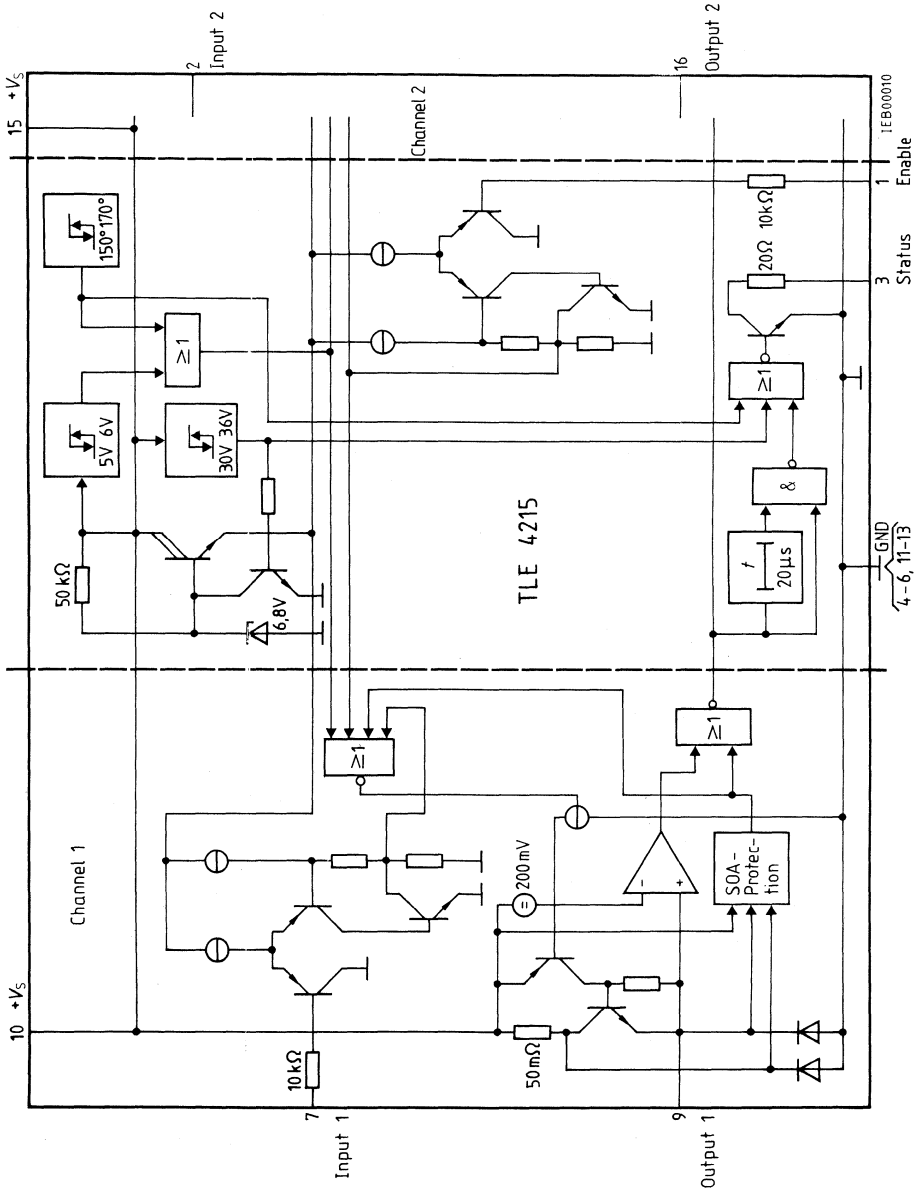 10 +VS
15 +VS
Channel 1
Channel 2
50 kΩ
6,8V
5V 6V
150° 170°
30V 36V
≥1
10kΩ
7
Input 1
2
Input 2
≥1
TLE 4215
50mΩ
= 200mV
-
+
SOA-
Protec-
tion
≥1
t
20µs
&
≥1
20Ω
10kΩ
9
Output 1
16
Output 2
GND
4-6, 11-13
3
Status
1
Enable
IEB00010